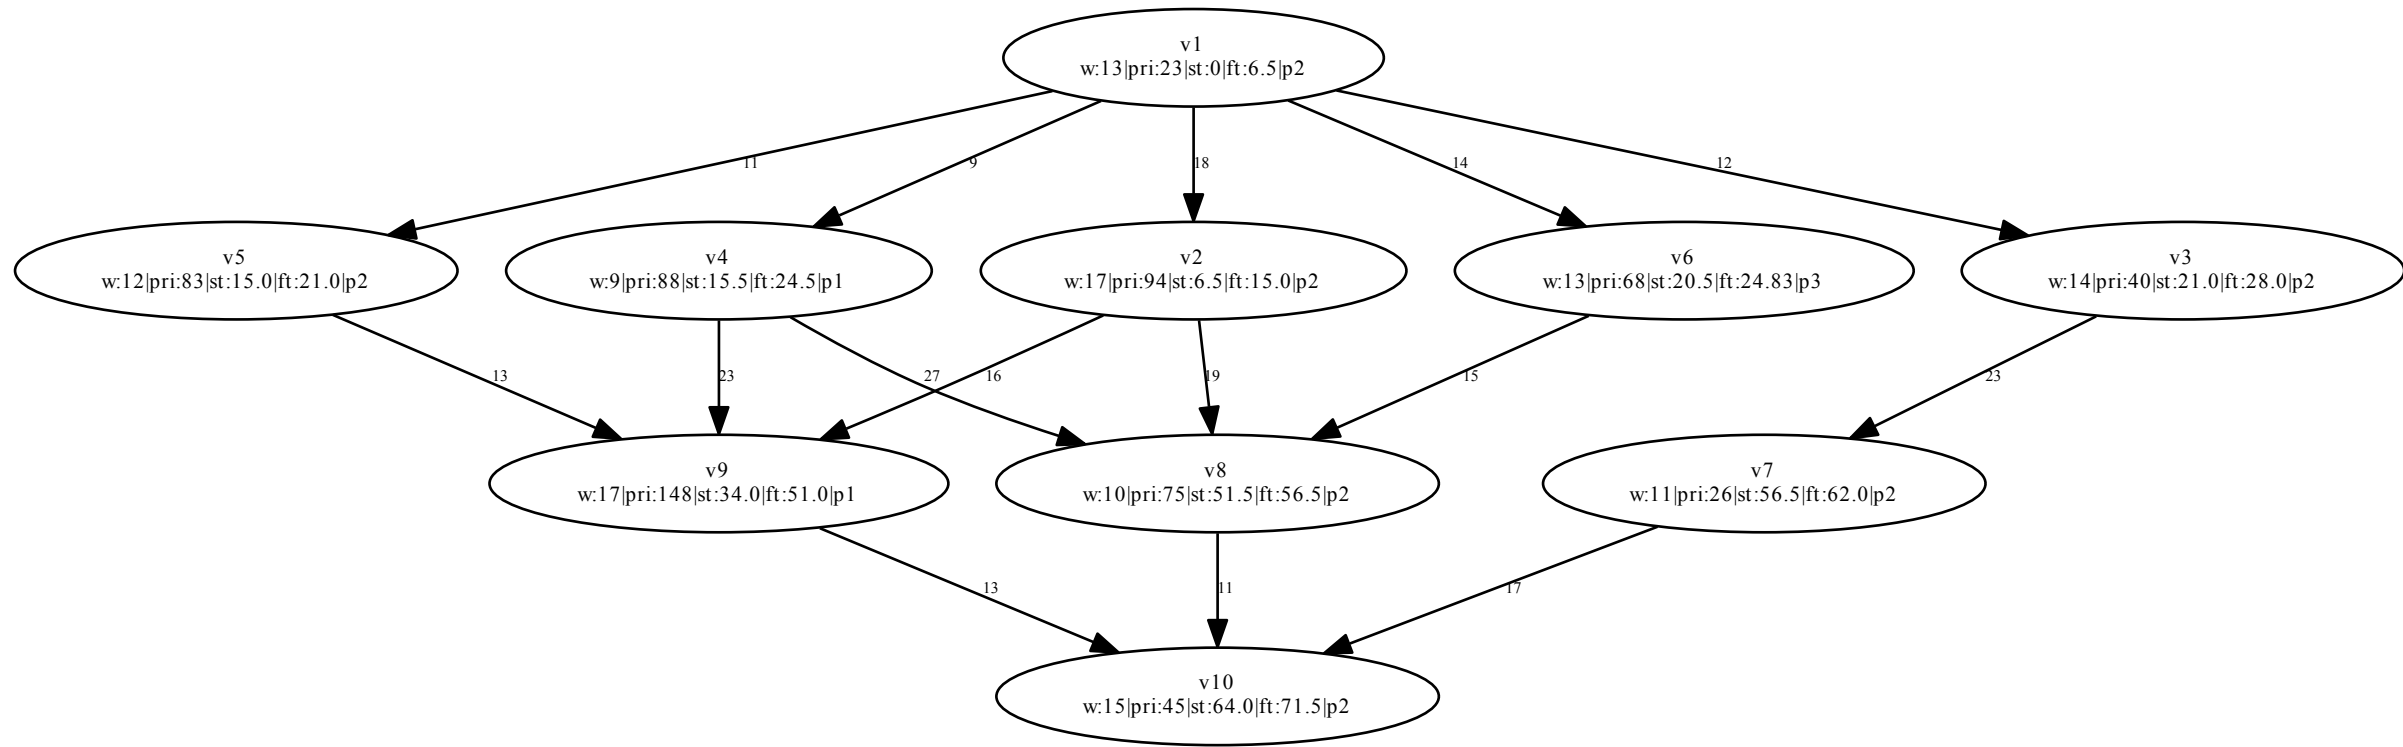 v1
w:13|pri:23|st:0|ft:6.5|p2
11
9
18
14
12
v5
w:12|pri:83|st:15.0|ft:21.0|p2
v4
w:9|pri:88|st:15.5|ft:24.5|p1
v2
w:17|pri:94|st:6.5|ft:15.0|p2
v6
w:13|pri:68|st:20.5|ft:24.83|p3
v3
w:14|pri:40|st:21.0|ft:28.0|p2
13
23
27
16
19
15
23
v9
w:17|pri:148|st:34.0|ft:51.0|p1
v8
w:10|pri:75|st:51.5|ft:56.5|p2
v7
w:11|pri:26|st:56.5|ft:62.0|p2
13
11
17
v10
w:15|pri:45|st:64.0|ft:71.5|p2